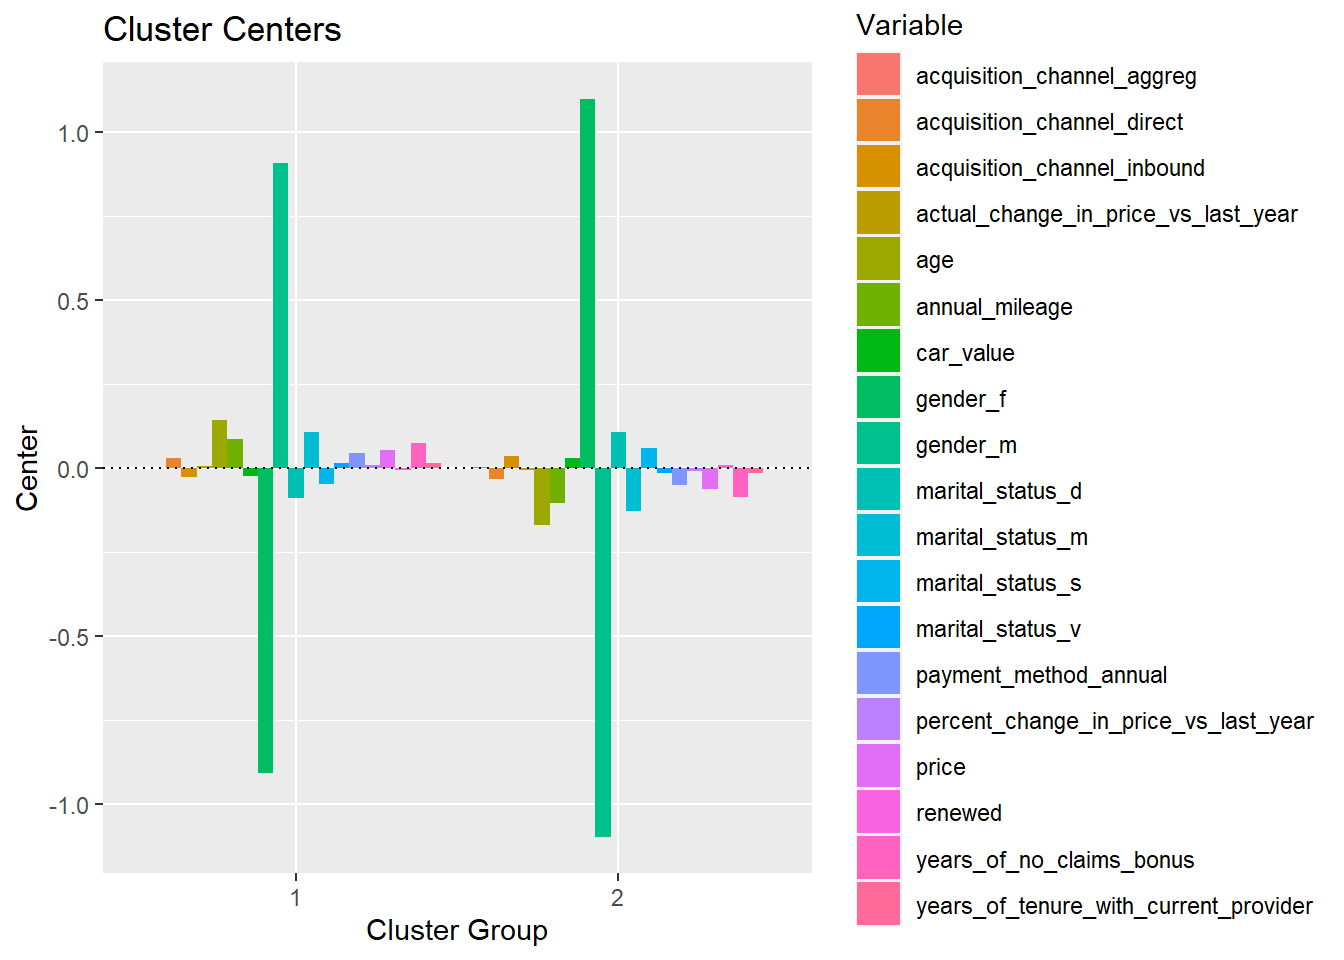 Cluster Centers
Variable
acquisition_channel_aggreg
acquisition_channel_direct
acquisition_channel_inbound
actual_change_in_price_vs_last_year
age
annual_mileage
car_value
gender_f
gender_m
marital_status_d
marital_status_m
marital_status_s
marital_status_v
payment_method_annual
percent_change_in_price_vs_last_year
price
renewed
years_of_no_claims_bonus
years_of_tenure_with_current_provider
Center
1.0
0.5
0.0
-0.5
-1.0
1
2
Cluster Group